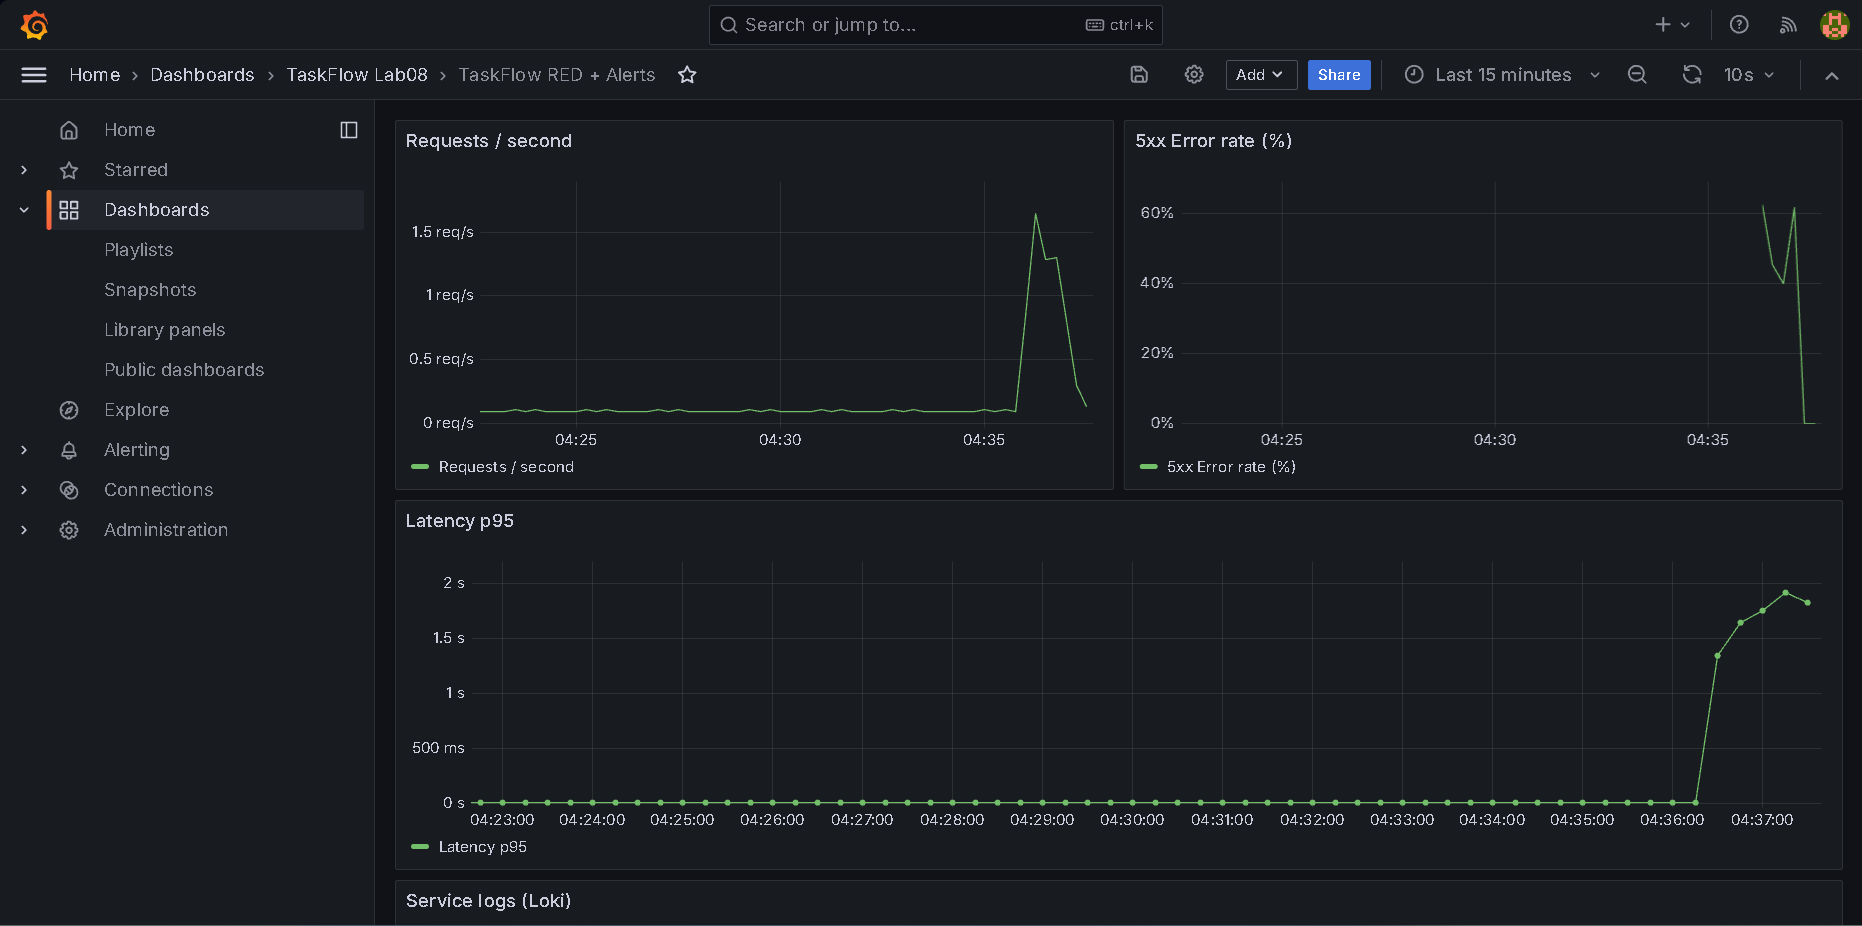 Search or jump to...
ctrl+k
Home › Dashboards › TaskFlow Lab08 › TaskFlow RED + Alerts
Add
Share
Last 15 minutes
10s
Home
Starred
Dashboards
Playlists
Snapshots
Library panels
Public dashboards
Explore
Alerting
Connections
Administration
Requests / second
1.5 req/s
1 req/s
0.5 req/s
0 req/s
04:25 04:30 04:35
Requests / second
5xx Error rate (%)
60%
40%
20%
0%
04:25 04:30 04:35
5xx Error rate (%)
Latency p95
2 s
1.5 s
1 s
500 ms
0 s
04:23:00 04:24:00 04:25:00 04:26:00 04:27:00 04:28:00 04:29:00 04:30:00 04:31:00 04:32:00 04:33:00 04:34:00 04:35:00 04:36:00 04:37:00
Latency p95
Service logs (Loki)